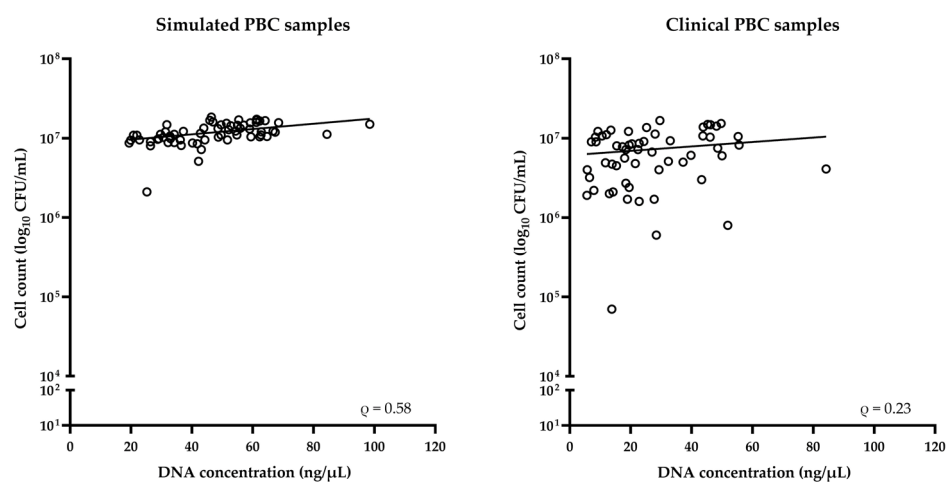 Simulated PBC samples
Cell count (log₁₀ CFU/mL)
10⁸
10⁷
10⁶
10⁵
10⁴
10²
10¹
ϱ = 0.58
0 20 40 60 80 100 120
DNA concentration (ng/μL)
Clinical PBC samples
Cell count (log₁₀ CFU/mL)
10⁸
10⁷
10⁶
10⁵
10⁴
10²
10¹
ϱ = 0.23
0 20 40 60 80 100 120
DNA concentration (ng/μL)